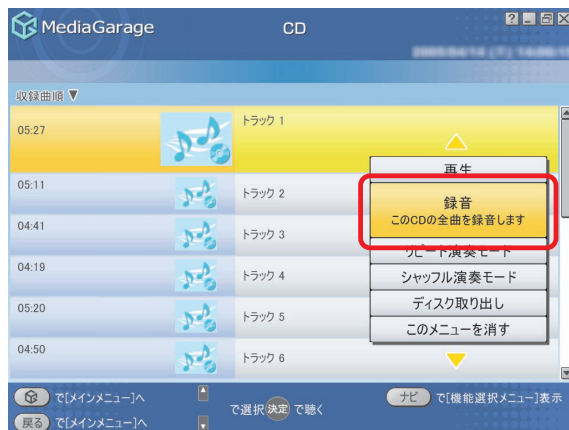 MediaGarage
CD
収録曲順▼
05:27
トラック 1
再生
05:11
トラック 2
録音
このCDの全曲を録音します
04:41
トラック 3
リピート演奏モード
04:19
トラック 4
シャッフル演奏モード
05:20
トラック 5
ディスク取り出し
このメニューを消す
04:50
トラック 6
で[メインメニュー]へ
で選択 決定 で聴く
ナビ で[機能選択メニュー]表示
戻る で[メインメニュー]へ